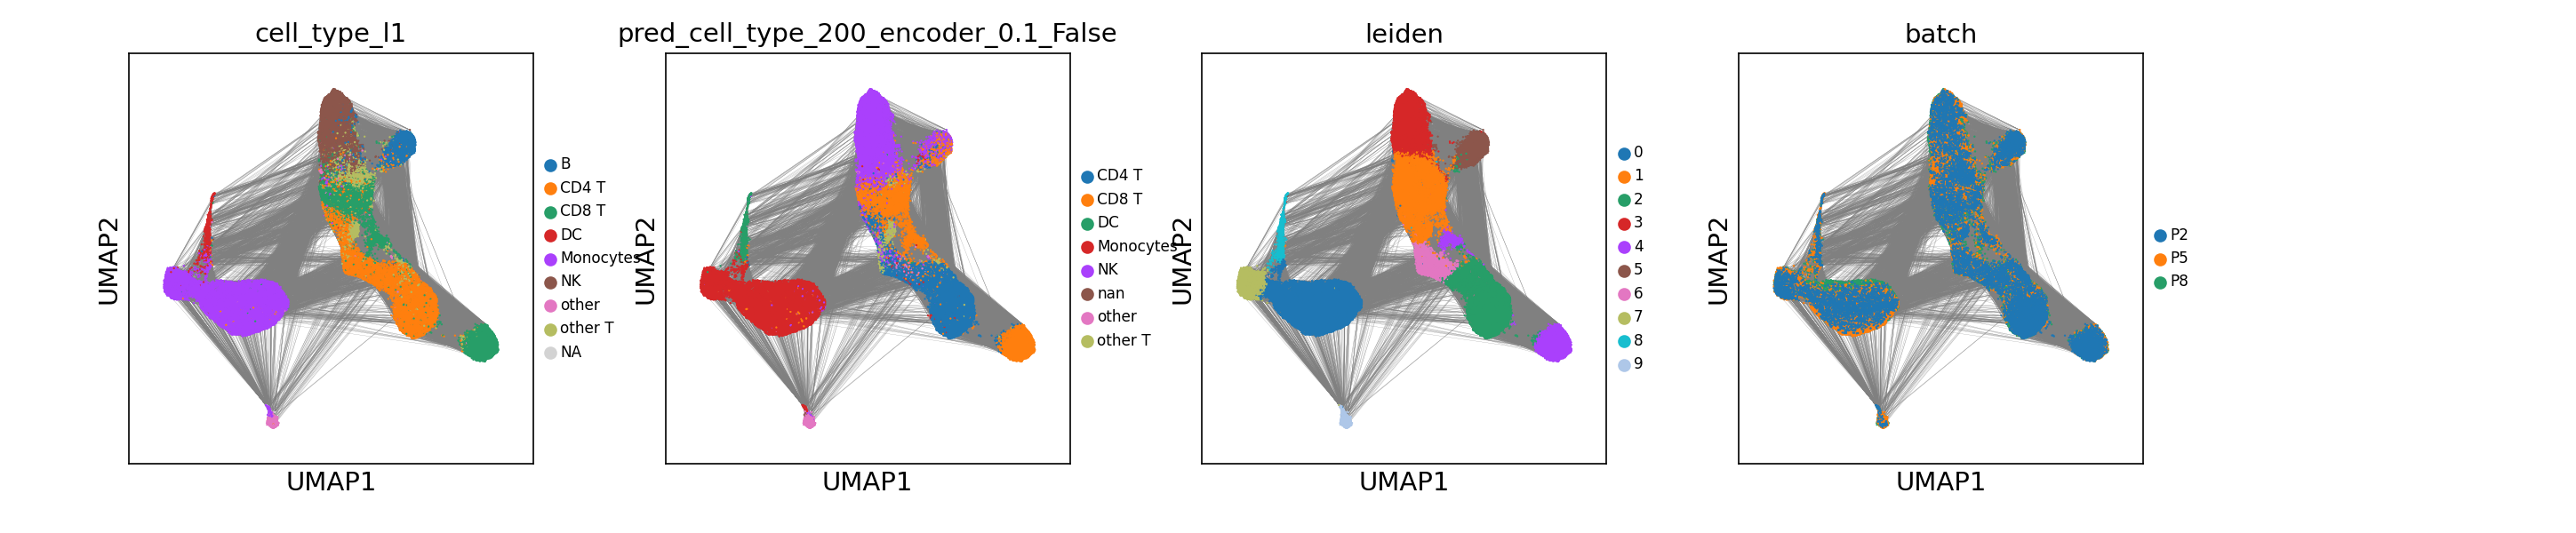 cell_type_l1
UMAP2
UMAP1
B
CD4 T
CD8 T
DC
Monocytes
NK
other
other T
NA
pred_cell_type_200_encoder_0.1_False
UMAP2
UMAP1
CD4 T
CD8 T
DC
Monocytes
NK
nan
other
other T
leiden
UMAP2
UMAP1
0
1
2
3
4
5
6
7
8
9
batch
UMAP2
UMAP1
P2
P5
P8